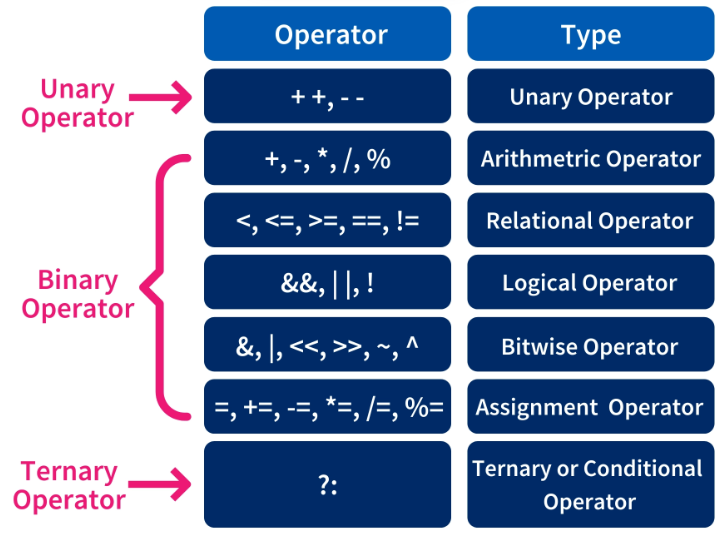 Operator Type
Unary
Operator
+ +, - -
Unary Operator
+, -, *, /, %
Arithmetric Operator
<, <=, >=, ==, !=
Relational Operator
Binary
Operator
&&, | |, !
Logical Operator
&, |, <<, >>, ~, ^
Bitwise Operator
=, +=, -=, *=, /=, %=
Assignment Operator
Ternary
Operator
?:
Ternary or Conditional
Operator